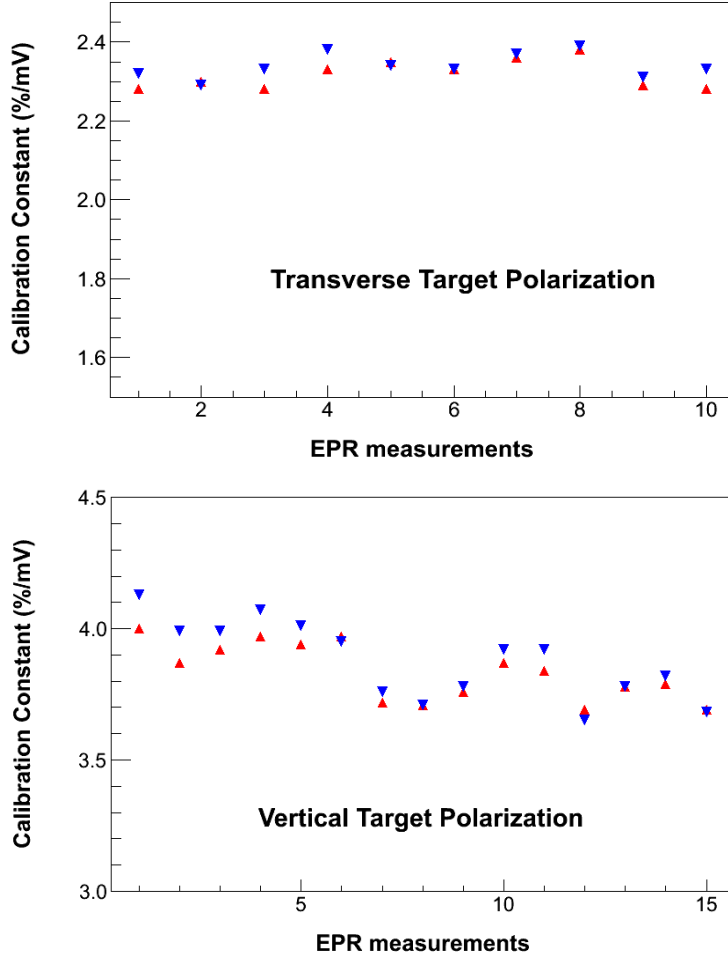 Calibration Constant (%/mV)
2.4
2.2
2.0
1.8
1.6
Transverse Target Polarization
2 4 6 8 10
EPR measurements
Calibration Constant (%/mV)
4.5
4.0
3.5
3.0
Vertical Target Polarization
5 10 15
EPR measurements